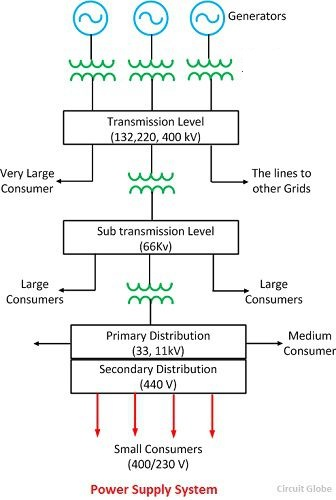 Generators
Transmission Level
(132,220, 400 kV)
Very Large
Consumer
The lines to
other Grids
Sub transmission Level
(66Kv)
Large
Consumers
Large
Consumers
Primary Distribution
(33, 11kV)
Medium
Consumer
Secondary Distribution
(440 V)
Small Consumers
(400/230 V)
Power Supply System
Circuit Globe